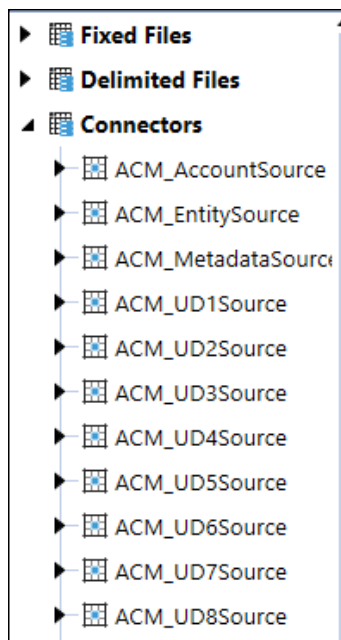 Fixed Files
Delimited Files
Connectors
ACM_AccountSource
ACM_EntitySource
ACM_MetadataSource
ACM_UD1Source
ACM_UD2Source
ACM_UD3Source
ACM_UD4Source
ACM_UD5Source
ACM_UD6Source
ACM_UD7Source
ACM_UD8Source